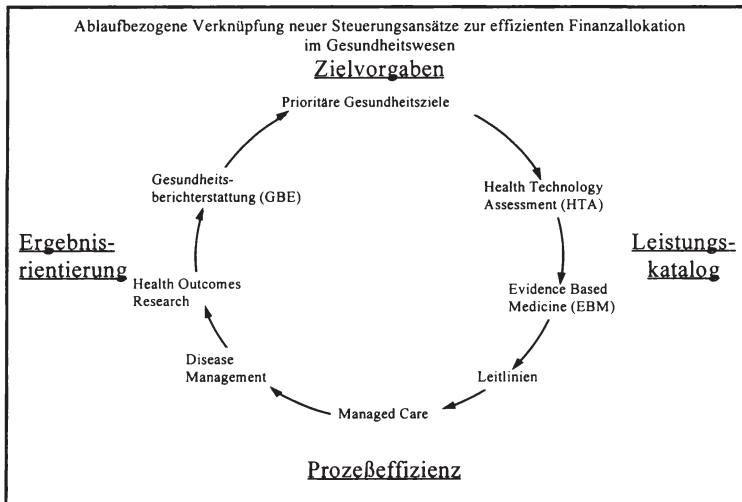 Ablaufbezogene Verknüpfung neuer Steuerungsansätze zur effizienten Finanzallokation
im Gesundheitswesen
Zielvorgaben
Prioritäre Gesundheitsziele
Health Technology
Assessment (HTA)
Leistungs-
katalog
Evidence Based
Medicine (EBM)
Leitlinien
Managed Care
Prozeßeffizienz
Disease
Management
Health Outcomes
Research
Ergebnis-
rientierung
Gesundheits-
berichterstattung (GBE)